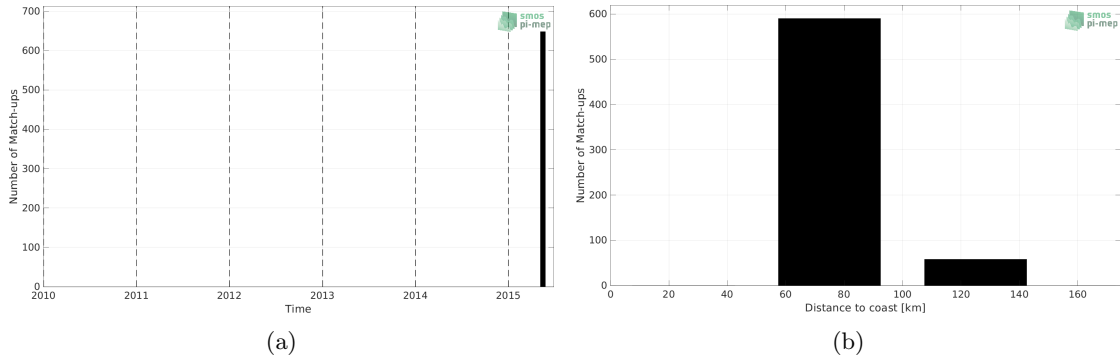 700
600
500
400
300
200
100
0
Number of Match-ups
2010 2011 2012 2013 2014 2015
Time
smos
pi-mep
(a)
600
500
400
300
200
100
0
Number of Match-ups
0 20 40 60 80 100 120 140 160
Distance to coast [km]
smos
pi-mep
(b)